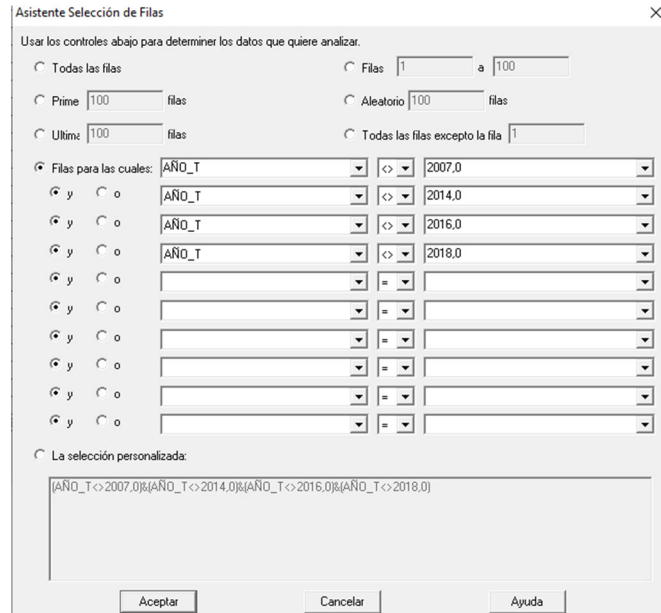 Asistente Selección de Filas
Usar los controles abajo para determinar los datos que quiere analizar.
Todas las filas
Filas 1 a 100
Prime 100 filas
Aleatorio 100 filas
Ultima 100 filas
Todas las filas excepto la fila 1
Filas para las cuales: AÑO_T <> 2007,0
y o AÑO_T <> 2014,0
y o AÑO_T <> 2016,0
y o AÑO_T <> 2018,0
y o =
y o =
y o =
y o =
y o =
y o =
La selección personalizada:
(AÑO_T<>2007,0)&(AÑO_T<>2014,0)&(AÑO_T<>2016,0)&(AÑO_T<>2018,0)
Aceptar Cancelar Ayuda